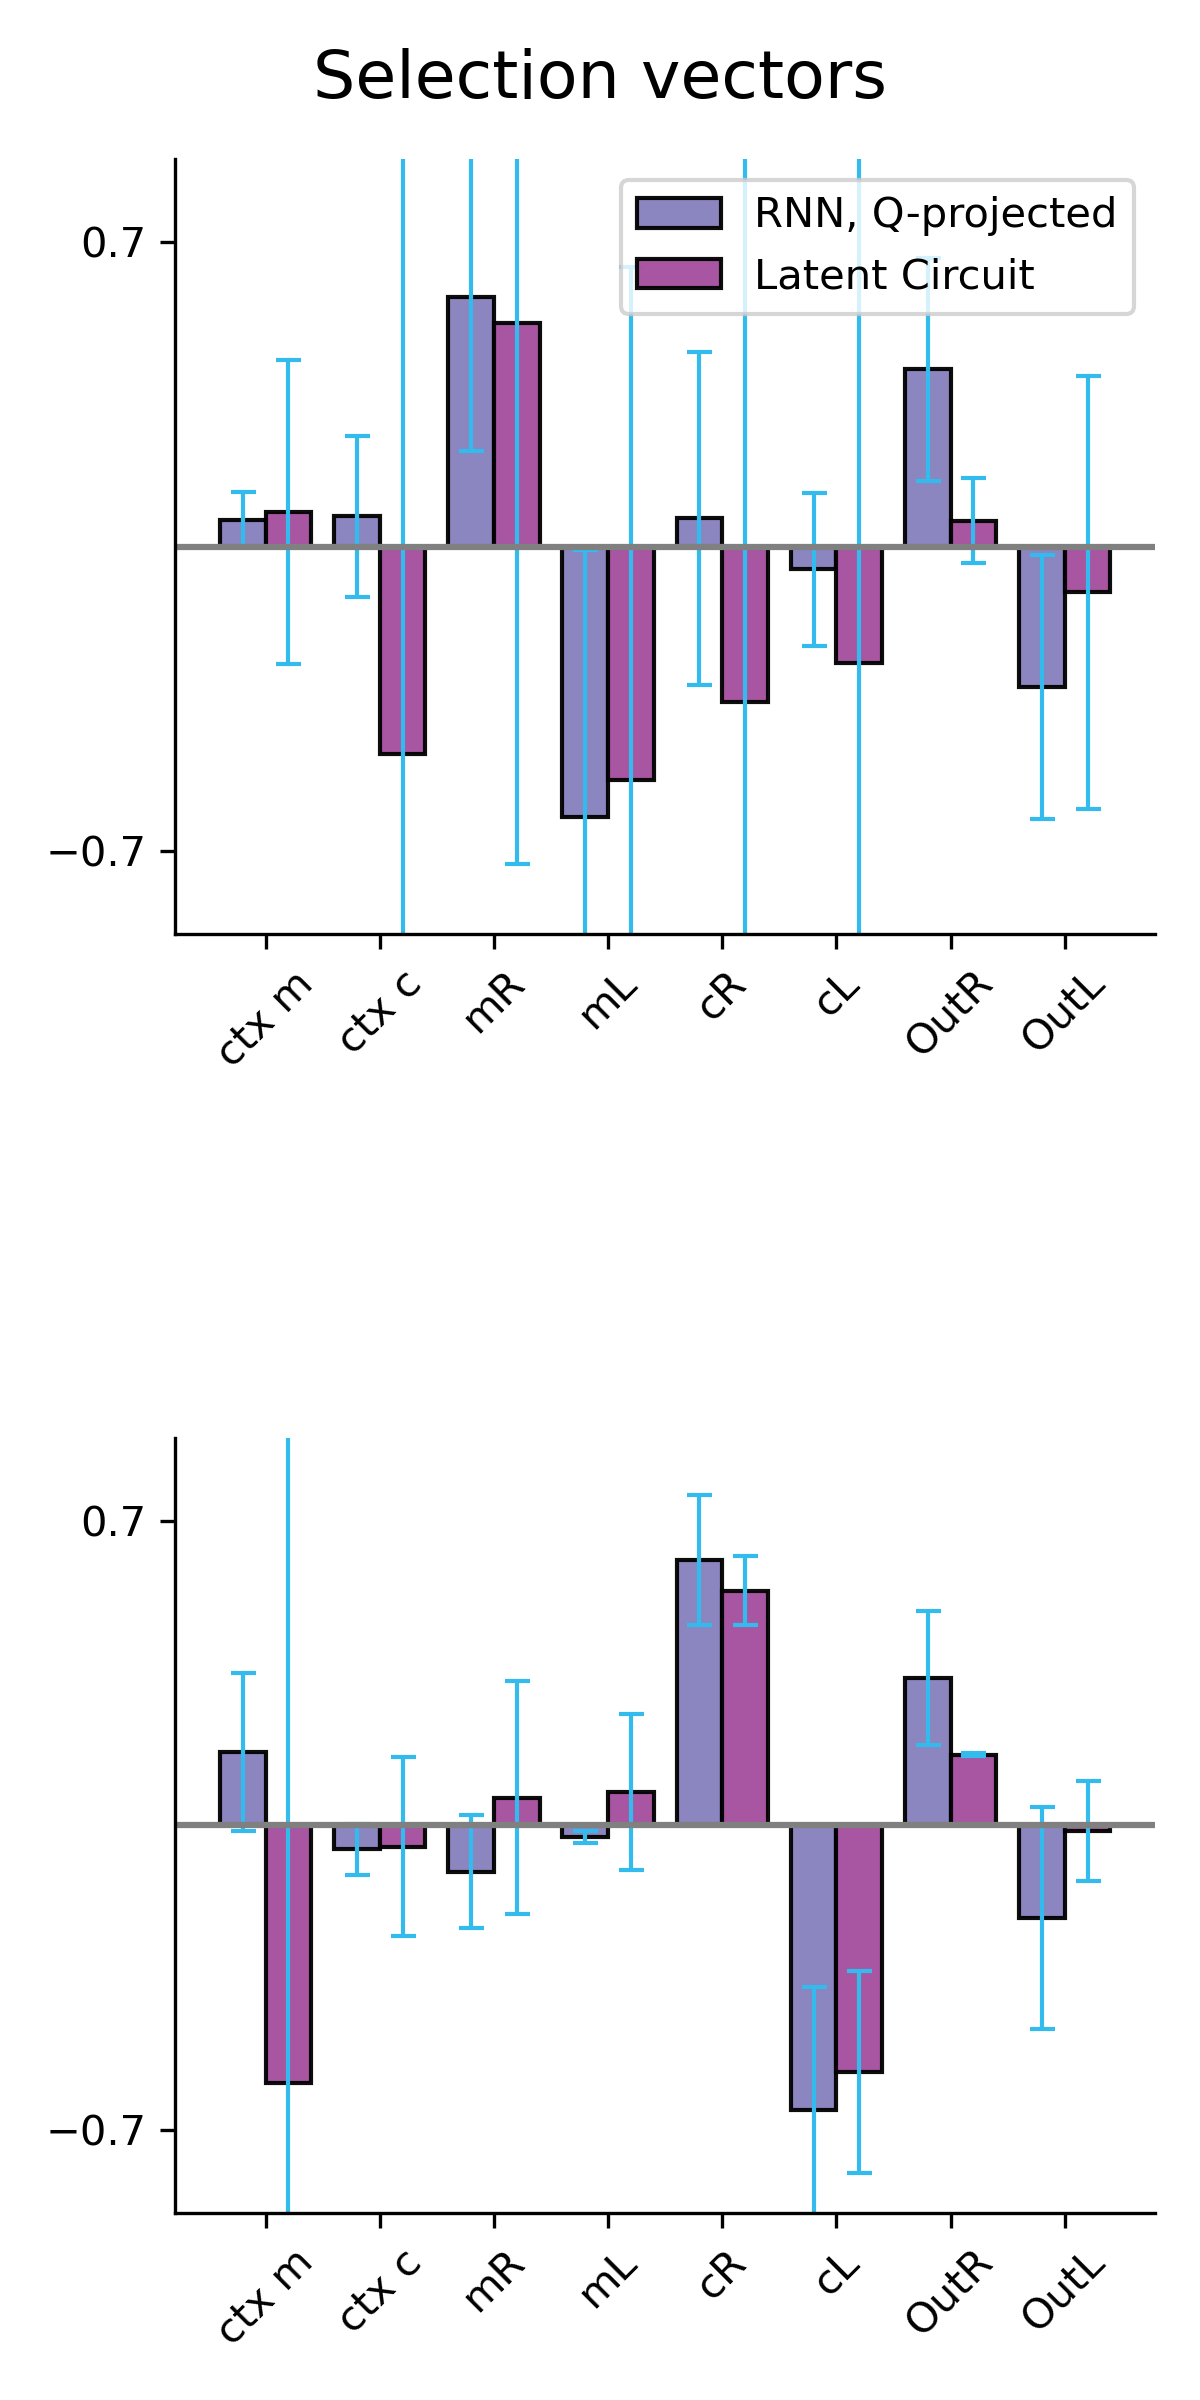 Selection vectors
RNN, Q-projected
Latent Circuit
0.7
−0.7
ctx m
ctx c
mR
mL
cR
cL
OutR
OutL
0.7
−0.7
ctx m
ctx c
mR
mL
cR
cL
OutR
OutL